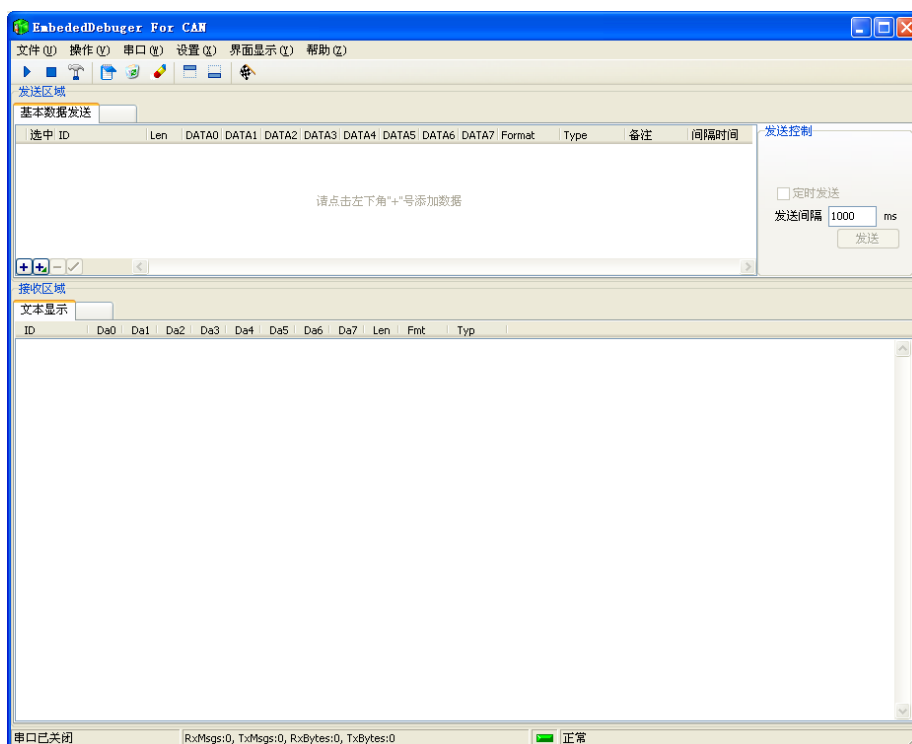 EmbededDebuger For CAN
文件(U) 操作(V) 串口(W) 设置(X) 界面显示(Y) 帮助(Z)
发送区域
基本数据发送
选中 ID Len DATA0 DATA1 DATA2 DATA3 DATA4 DATA5 DATA6 DATA7 Format Type 备注 间隔时间
发送控制
请点击左下角"+"号添加数据
定时发送
发送间隔 1000 ms
发送
接收区域
文本显示
ID Da0 Da1 Da2 Da3 Da4 Da5 Da6 Da7 Len Fmt Typ
串口已关闭 RxMsgs:0, TxMsgs:0, RxBytes:0, TxBytes:0 正常